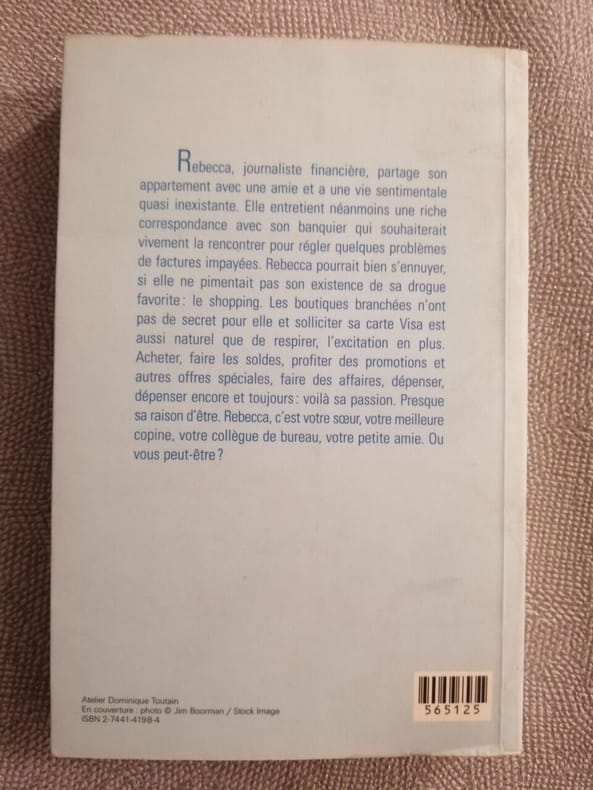 Rebecca, journaliste financière, partage son
appartement avec une amie et a une vie sentimentale
quasi inexistante. Elle entretient néanmoins une riche
correspondance avec son banquier qui souhaiterait
vivement la rencontrer pour régler quelques problèmes
de factures impayées. Rebecca pourrait bien s'ennuyer,
si elle ne pimentait pas son existence de sa drogue
favorite : le shopping. Les boutiques branchées n'ont
pas de secret pour elle et solliciter sa carte Visa est
aussi naturel que de respirer, l'excitation en plus.
Acheter, faire les soldes, profiter des promotions et
autres offres spéciales, faire des affaires, dépenser,
dépenser encore et toujours : voilà sa passion. Presque
sa raison d'être. Rebecca, c'est votre sœur, votre meilleure
copine, votre collègue de bureau, votre petite amie. Ou
vous peut-être ?
Atelier Dominique Toutain
En couverture : photo © Jim Boorman / Stock Image
ISBN 2-7441-4198-4
565125